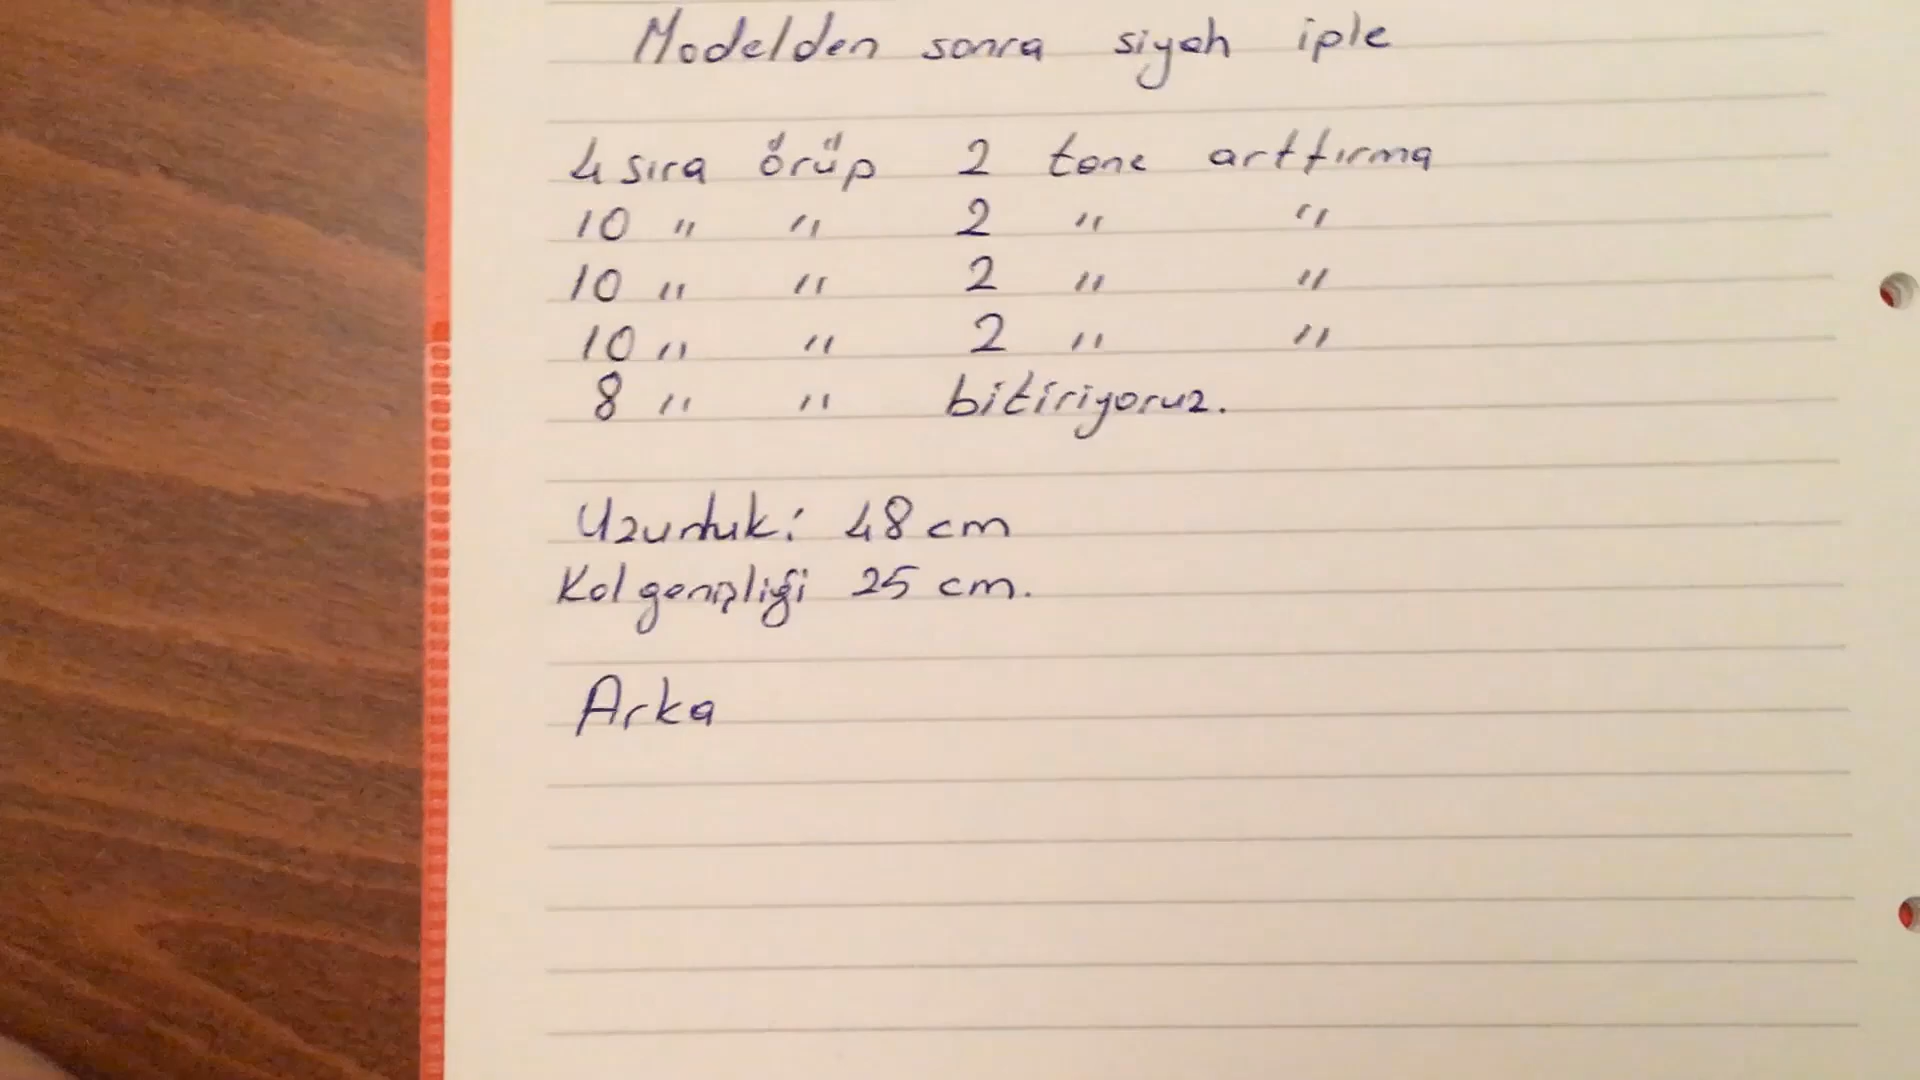 Modelden sonra siyah iple
4 sıra örüp 2 tane arttırma
10 " " 2 " "
10 " " 2 " "
10 " " 2 " "
8 " " bitiriyoruz.
Uzunluk: 48 cm
Kol genişliği 25 cm.
Arka